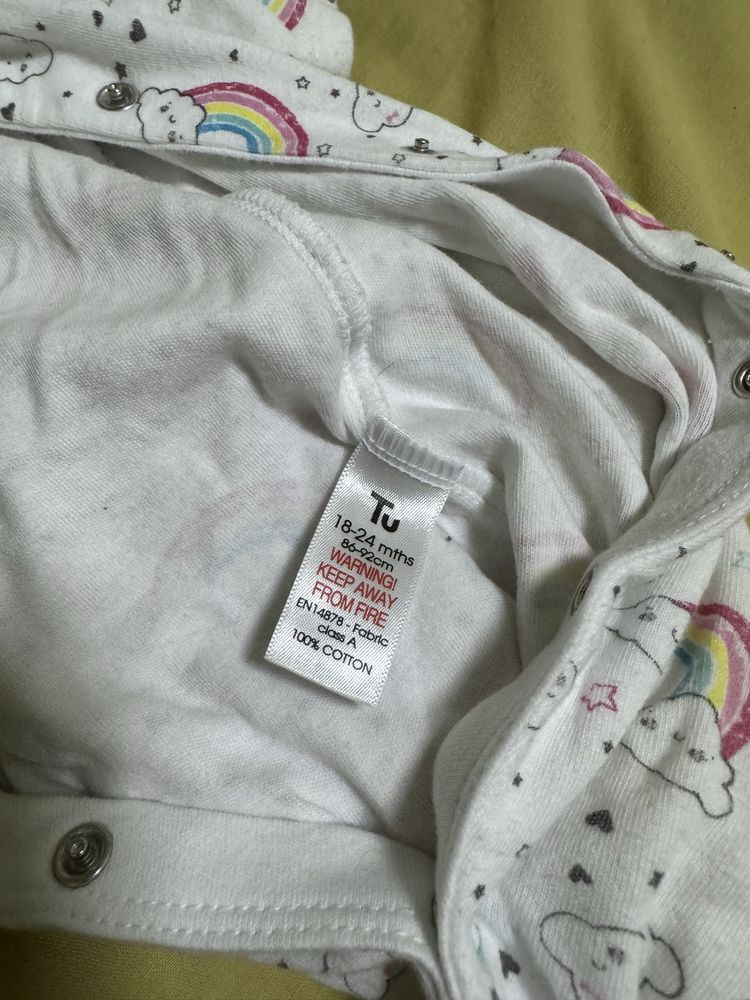 Tu
18-24 mths
86-92cm
WARNING!
KEEP AWAY
FROM FIRE
EN14878 - Fabric
class A
100% COTTON